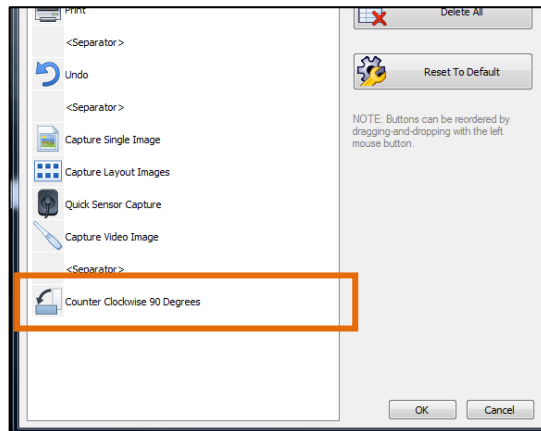 Print
<Separator>
Undo
<Separator>
Capture Single Image
Capture Layout Images
Quick Sensor Capture
Capture Video Image
<Separator>
Counter Clockwise 90 Degrees
Delete All
Reset To Default
NOTE: Buttons can be reordered by
dragging-and-dropping with the left
mouse button.
OK
Cancel